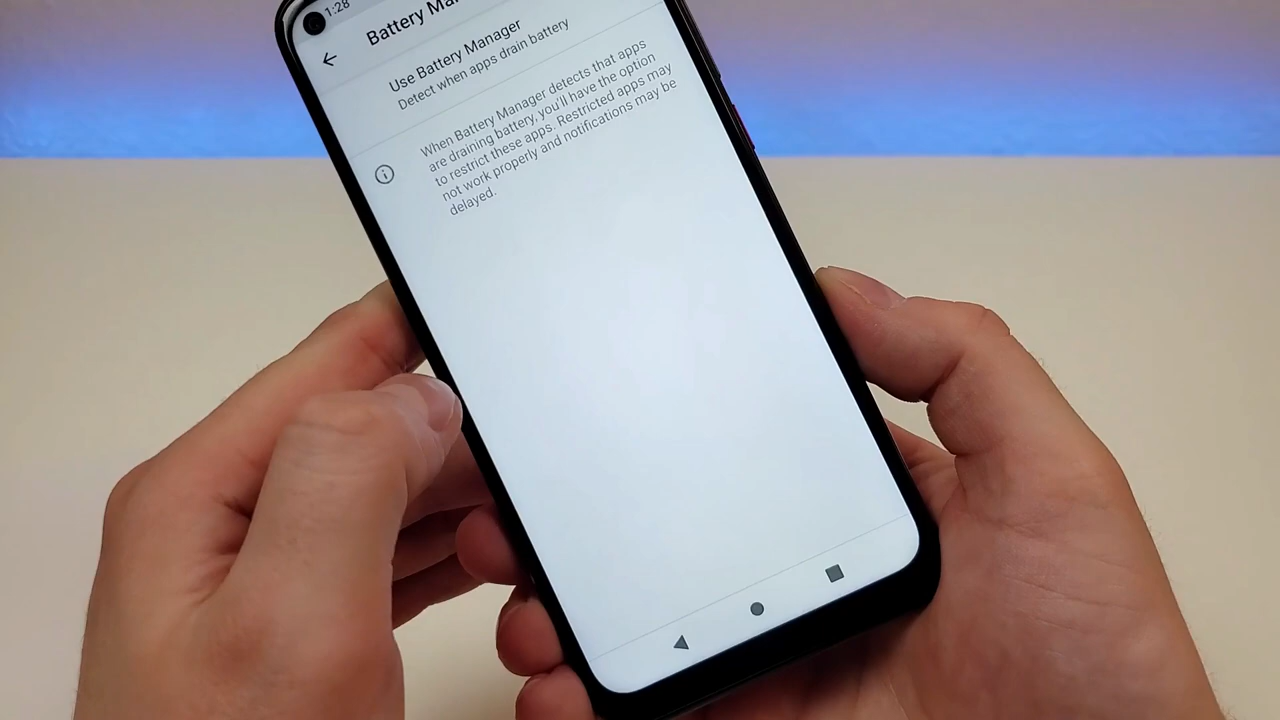 1:28
Battery
Use Battery Manager
Detect when apps drain battery
When Battery Manager detects that apps
are draining battery, you'll have the option
to restrict these apps. Restricted apps may
not work properly and notifications may be
delayed.